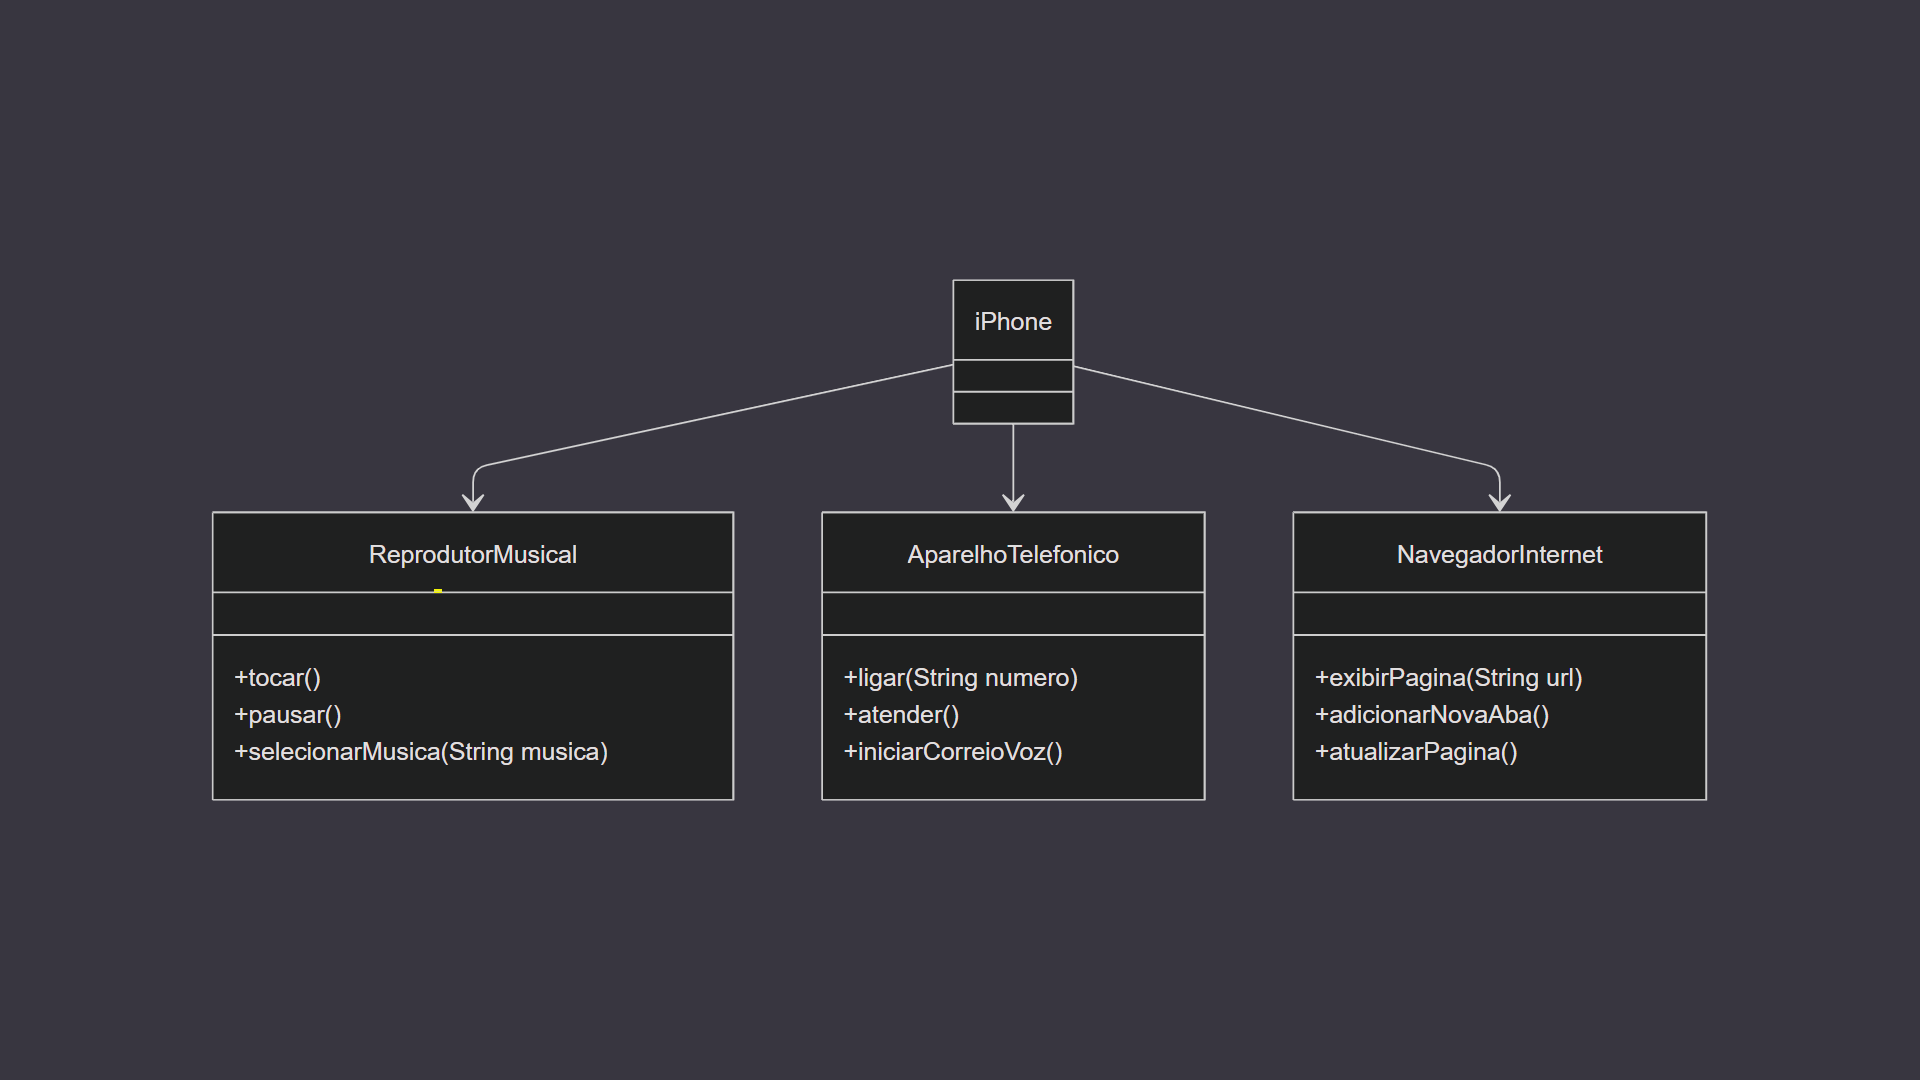 iPhone
ReprodutorMusical
+tocar()
+pausar()
+selecionarMusica(String musica)
AparelhoTelefonico
+ligar(String numero)
+atender()
+iniciarCorreioVoz()
NavegadorInternet
+exibirPagina(String url)
+adicionarNovaAba()
+atualizarPagina()